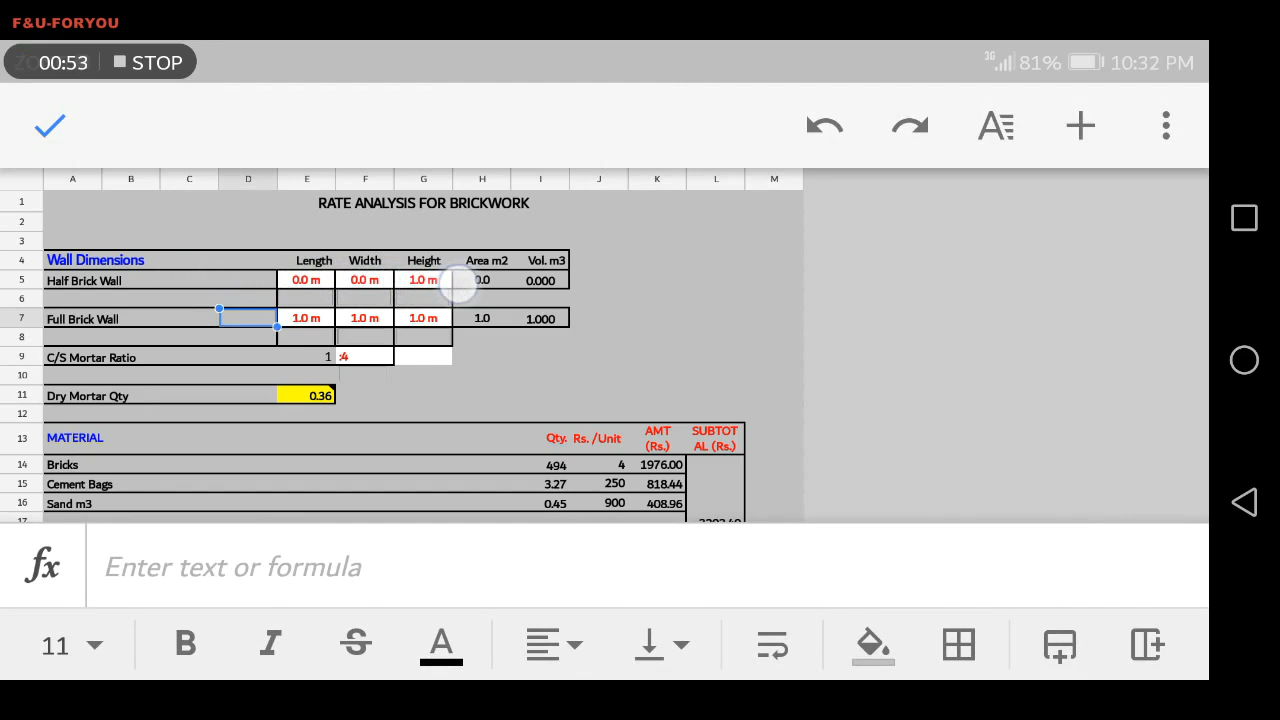 F&U-FORYOU
00:53 STOP 3G 81% 10:32 PM
A B C D E F G H I J K L M
1 RATE ANALYSIS FOR BRICKWORK
2
3
4 Wall Dimensions Length Width Height Area m2 Vol. m3
5 Half Brick Wall 0.0 m 0.0 m 1.0 m 0.0 0.000
6
7 Full Brick Wall 1.0 m 1.0 m 1.0 m 1.0 1.000
8
9 C/S Mortar Ratio 1 :4
10
11 Dry Mortar Qty 0.36
12
13 MATERIAL Qty. Rs. /Unit AMT (Rs.) SUBTOT AL (Rs.)
14 Bricks 494 4 1976.00
15 Cement Bags 3.27 250 818.44
16 Sand m3 0.45 900 408.96
17
fx Enter text or formula
11 B I S A